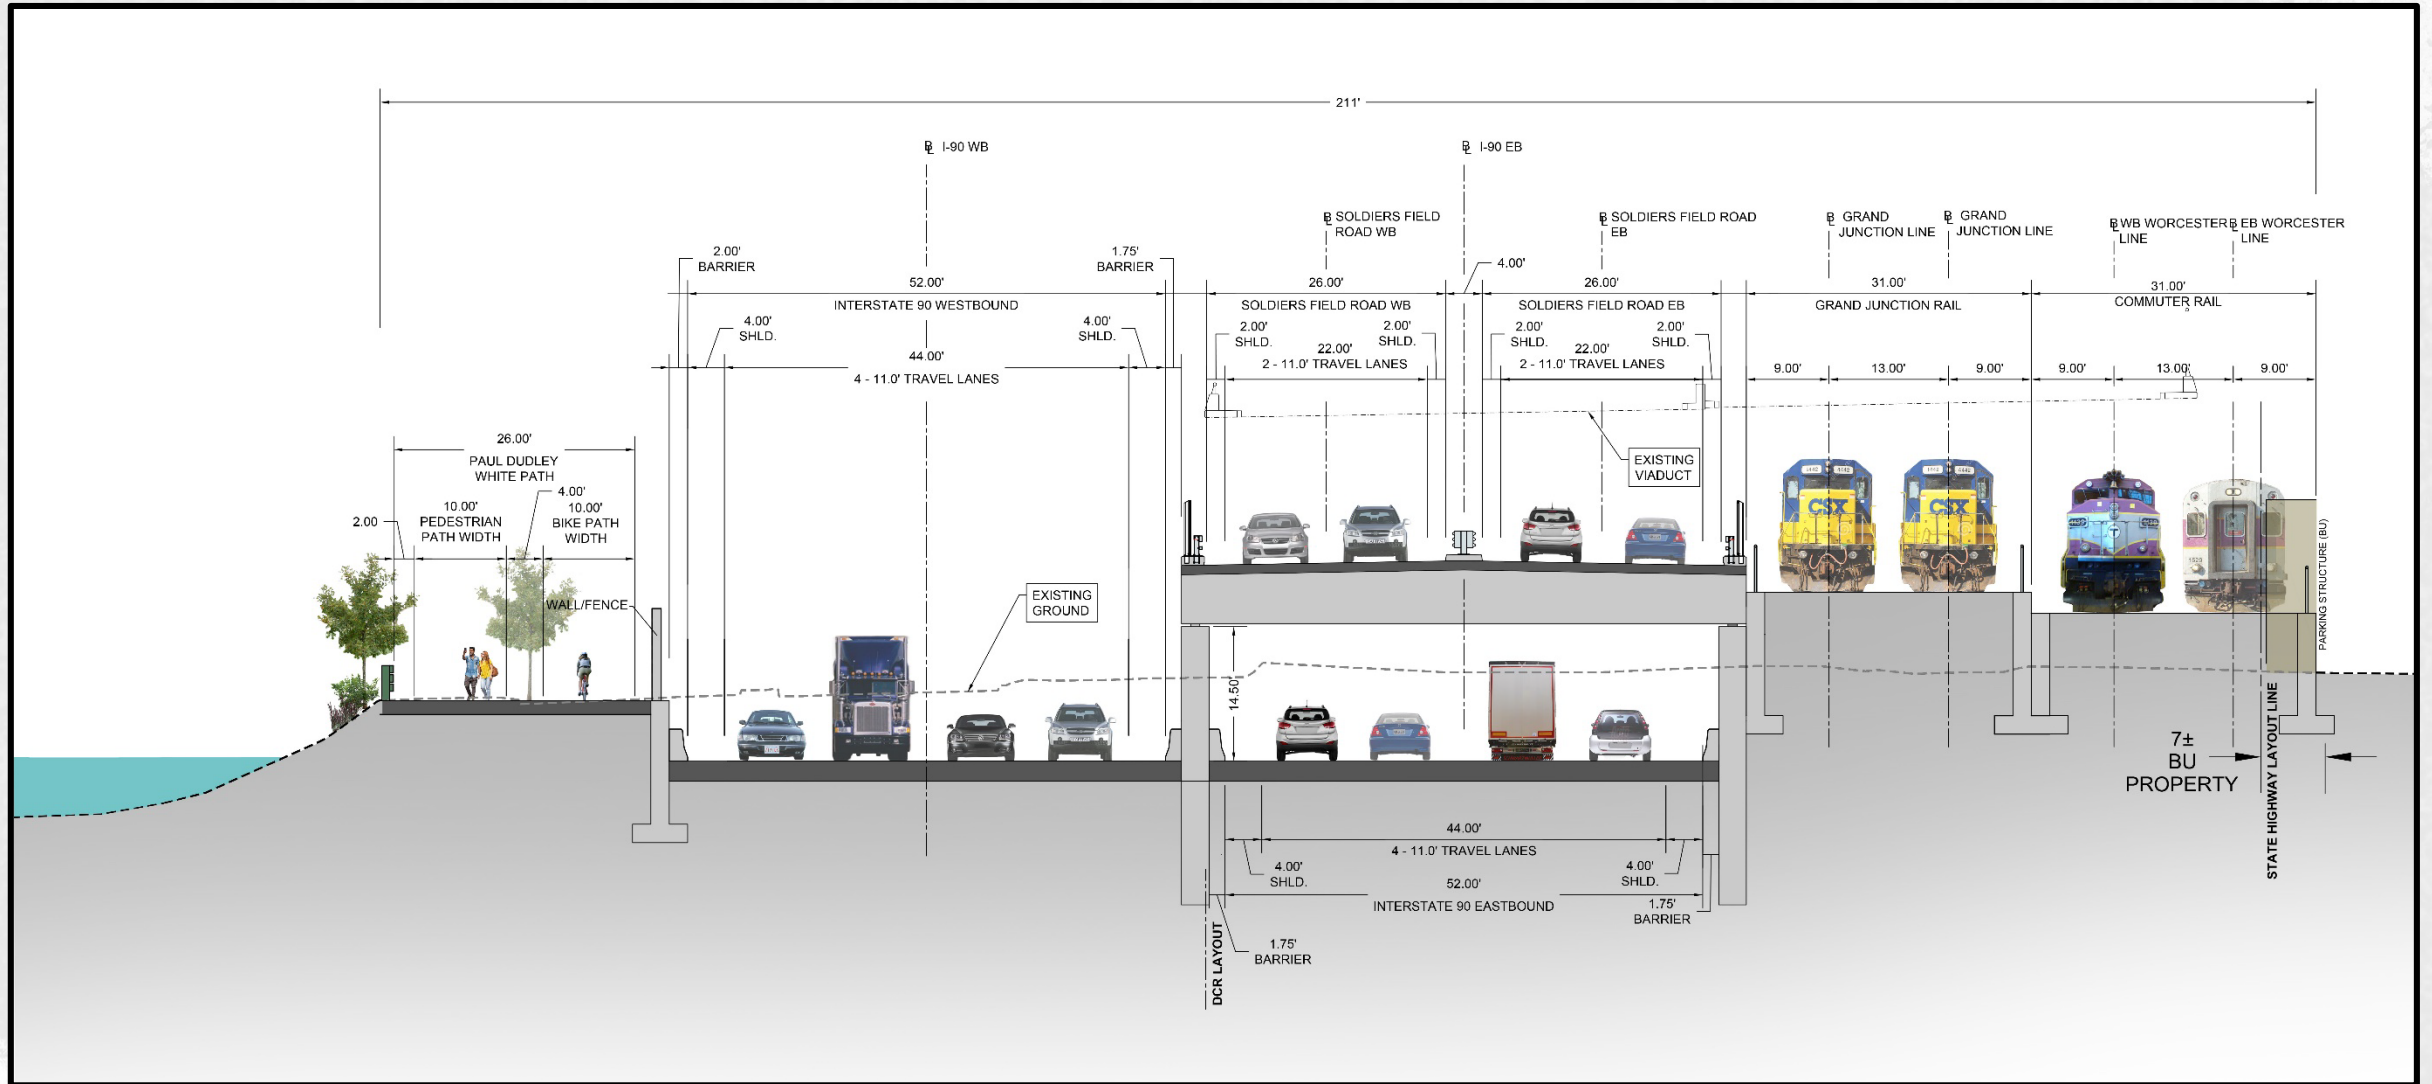 211'
℄ I-90 WB
℄ I-90 EB
℄ SOLDIERS FIELD
ROAD WB
℄ SOLDIERS FIELD ROAD
EB
℄ GRAND
JUNCTION LINE
℄ GRAND
JUNCTION LINE
℄ WB WORCESTER
LINE
℄ EB WORCESTER
LINE
2.00'
BARRIER
1.75'
BARRIER
4.00'
52.00'
INTERSTATE 90 WESTBOUND
26.00'
SOLDIERS FIELD ROAD WB
26.00'
SOLDIERS FIELD ROAD EB
31.00'
GRAND JUNCTION RAIL
31.00'
COMMUTER RAIL
4.00'
SHLD.
4.00'
SHLD.
2.00'
SHLD.
2.00'
SHLD.
2.00'
SHLD.
2.00'
SHLD.
44.00'
4 - 11.0' TRAVEL LANES
22.00'
2 - 11.0' TRAVEL LANES
22.00'
2 - 11.0' TRAVEL LANES
9.00'
13.00'
9.00'
9.00'
13.00'
9.00'
26.00'
PAUL DUDLEY
WHITE PATH
EXISTING
VIADUCT
2.00
10.00'
PEDESTRIAN
PATH WIDTH
4.00'
10.00'
BIKE PATH
WIDTH
CSX
CSX
WALL/FENCE
EXISTING
GROUND
PARKING STRUCTURE (BU)
14.50'
7±
BU
PROPERTY
STATE HIGHWAY LAYOUT LINE
44.00'
4 - 11.0' TRAVEL LANES
4.00'
SHLD.
4.00'
SHLD.
52.00'
INTERSTATE 90 EASTBOUND
1.75'
BARRIER
1.75'
BARRIER
DCR LAYOUT